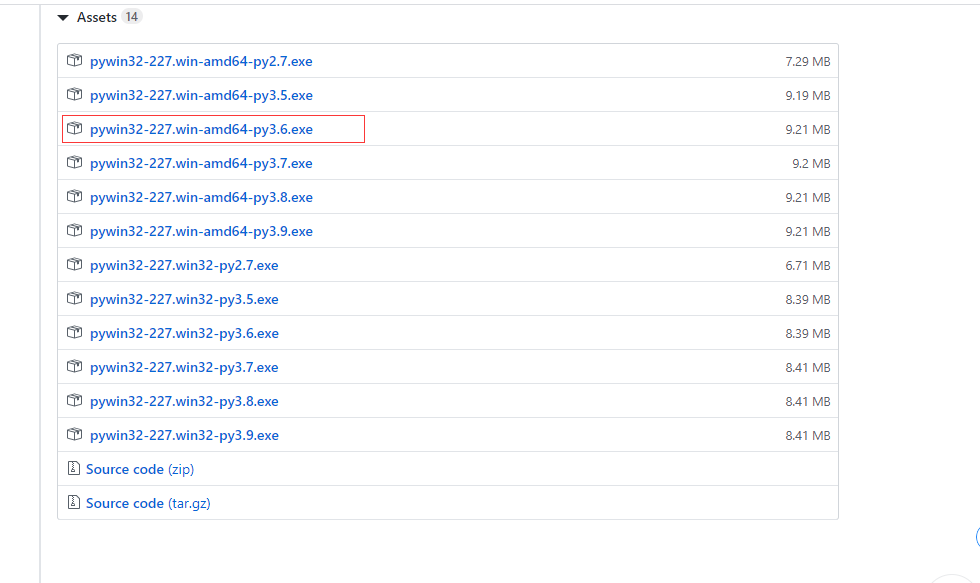 Assets 14
pywin32-227.win-amd64-py2.7.exe 7.29 MB
pywin32-227.win-amd64-py3.5.exe 9.19 MB
pywin32-227.win-amd64-py3.6.exe 9.21 MB
pywin32-227.win-amd64-py3.7.exe 9.2 MB
pywin32-227.win-amd64-py3.8.exe 9.21 MB
pywin32-227.win-amd64-py3.9.exe 9.21 MB
pywin32-227.win32-py2.7.exe 6.71 MB
pywin32-227.win32-py3.5.exe 8.39 MB
pywin32-227.win32-py3.6.exe 8.39 MB
pywin32-227.win32-py3.7.exe 8.41 MB
pywin32-227.win32-py3.8.exe 8.41 MB
pywin32-227.win32-py3.9.exe 8.41 MB
Source code (zip)
Source code (tar.gz)